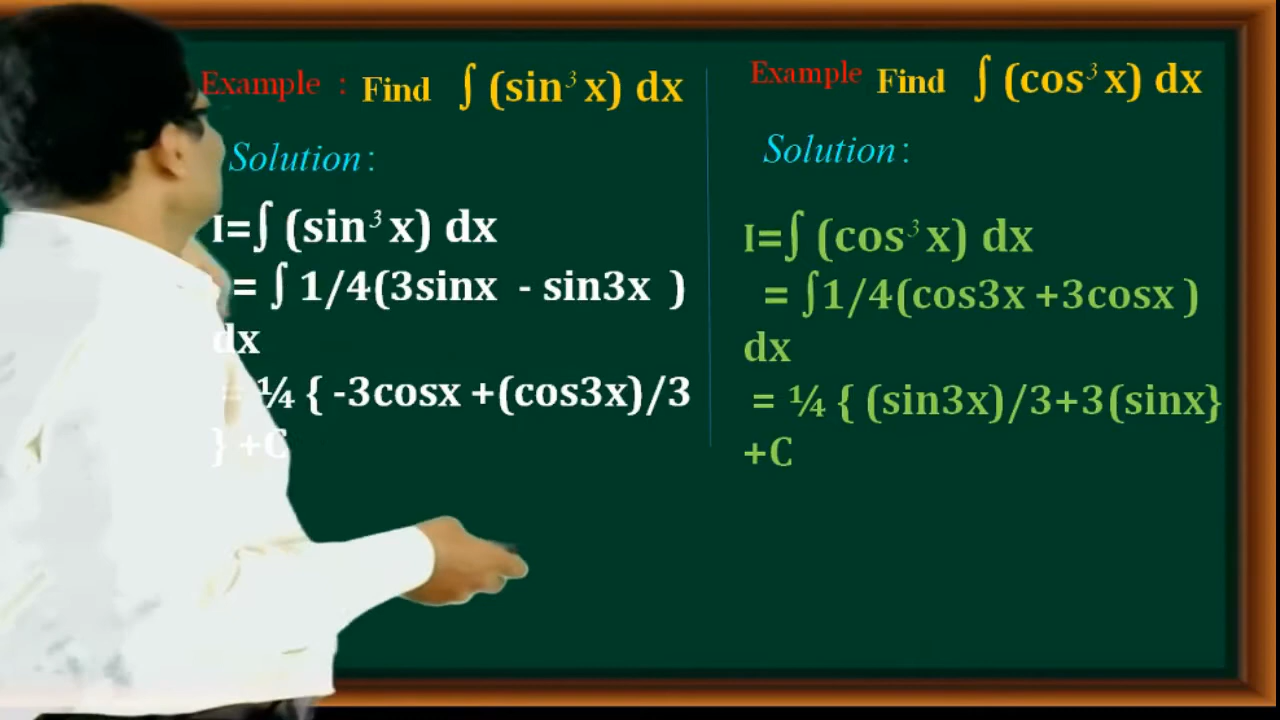 Example : Find ∫ (sin³ x) dx
Solution :
I=∫ (sin³ x) dx
= ∫ 1/4(3sinx - sin3x )
dx
= ¼ { -3cosx +(cos3x)/3
} +C
Example Find ∫ (cos³ x) dx
Solution :
I=∫ (cos³ x) dx
= ∫1/4(cos3x +3cosx )
dx
= ¼ { (sin3x)/3+3(sinx}
+C